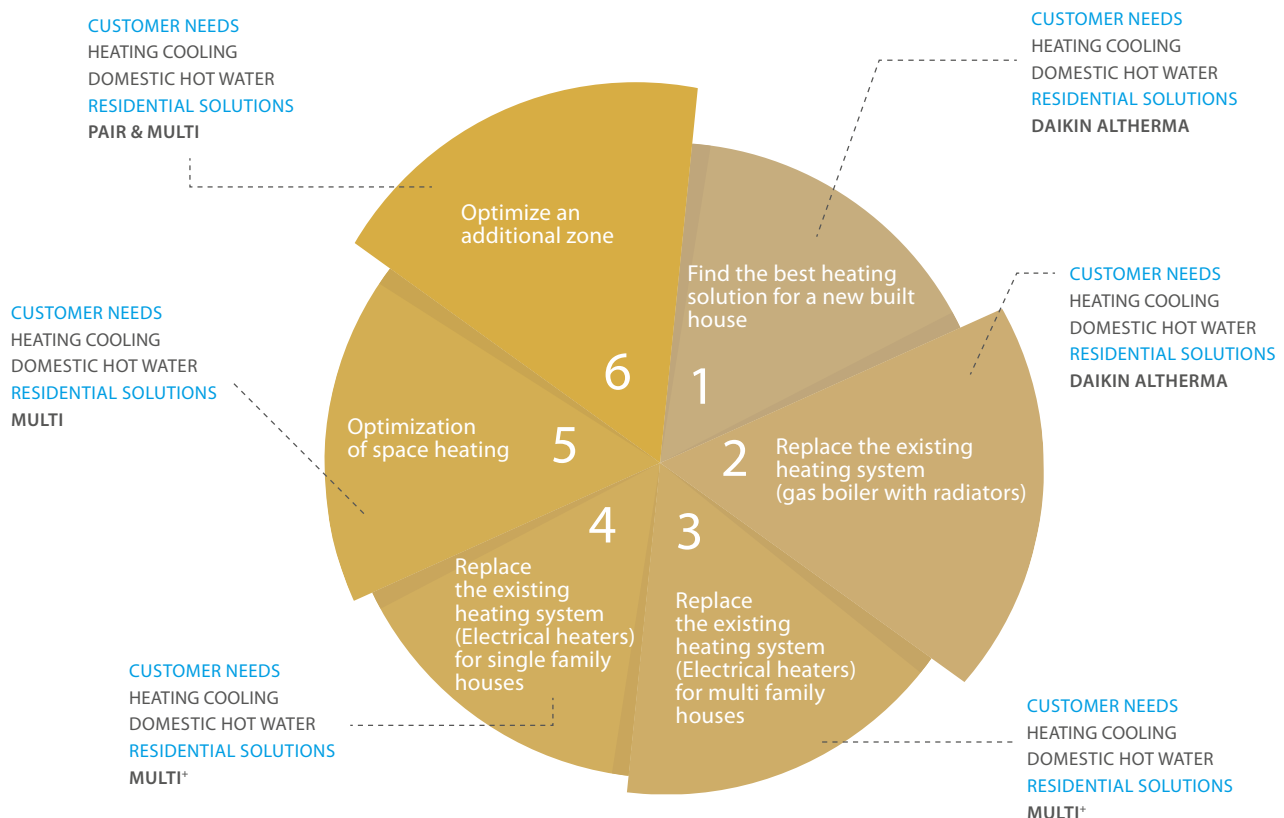 CUSTOMER NEEDS
HEATING COOLING
DOMESTIC HOT WATER
RESIDENTIAL SOLUTIONS
PAIR & MULTI
CUSTOMER NEEDS
HEATING COOLING
DOMESTIC HOT WATER
RESIDENTIAL SOLUTIONS
DAIKIN ALTHERMA
Optimize an
additional zone
6
Find the best heating
solution for a new built
house
1
CUSTOMER NEEDS
HEATING COOLING
DOMESTIC HOT WATER
RESIDENTIAL SOLUTIONS
DAIKIN ALTHERMA
CUSTOMER NEEDS
HEATING COOLING
DOMESTIC HOT WATER
RESIDENTIAL SOLUTIONS
MULTI
Optimization
of space heating
5
2
Replace the existing
heating system
(gas boiler with radiators)
4
Replace
the existing
heating system
(Electrical heaters)
for single family
houses
3
Replace
the existing
heating system
(Electrical heaters)
for multi family
houses
CUSTOMER NEEDS
HEATING COOLING
DOMESTIC HOT WATER
RESIDENTIAL SOLUTIONS
MULTI⁺
CUSTOMER NEEDS
HEATING COOLING
DOMESTIC HOT WATER
RESIDENTIAL SOLUTIONS
MULTI⁺